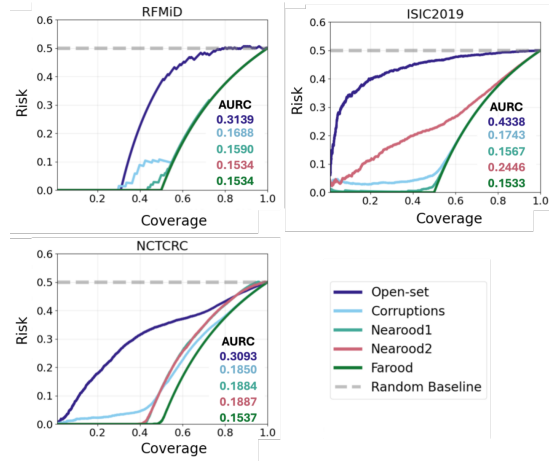 RFMiD
0.6
0.5
0.4
0.3
0.2
0.1
0.0
Risk
AURC
0.3139
0.1688
0.1590
0.1534
0.1534
0.2 0.4 0.6 0.8 1.0
Coverage
ISIC2019
0.6
0.5
0.4
0.3
0.2
0.1
0.0
Risk
AURC
0.4338
0.1743
0.1567
0.2446
0.1533
0.2 0.4 0.6 0.8 1.0
Coverage
NCTCRC
0.6
0.5
0.4
0.3
0.2
0.1
0.0
Risk
AURC
0.3093
0.1850
0.1884
0.1887
0.1537
0.2 0.4 0.6 0.8 1.0
Coverage
Open-set
Corruptions
Nearood1
Nearood2
Farood
Random Baseline